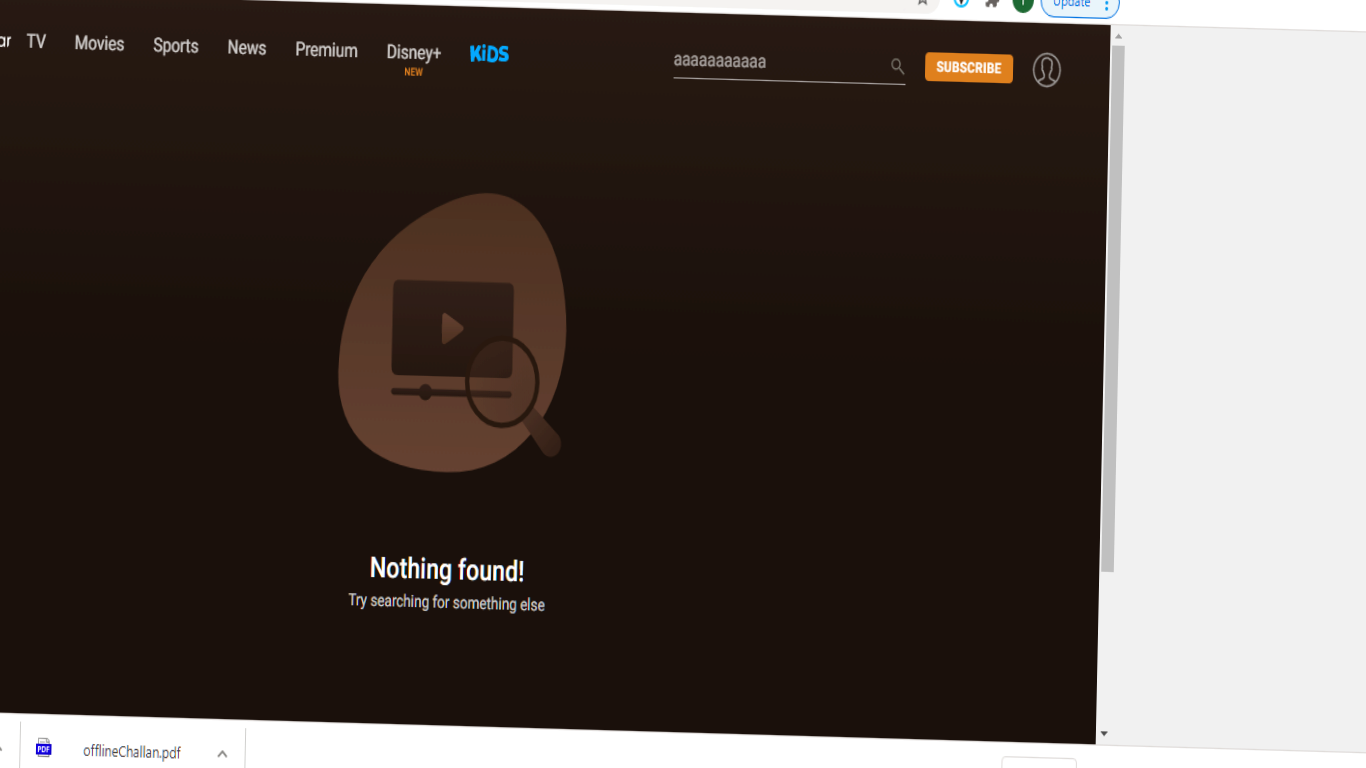 Update
ar TV Movies Sports News Premium Disney+ KiDS aaaaaaaaaaa SUBSCRIBE
NEW
Nothing found!
Try searching for something else
PDF offlineChallan.pdf